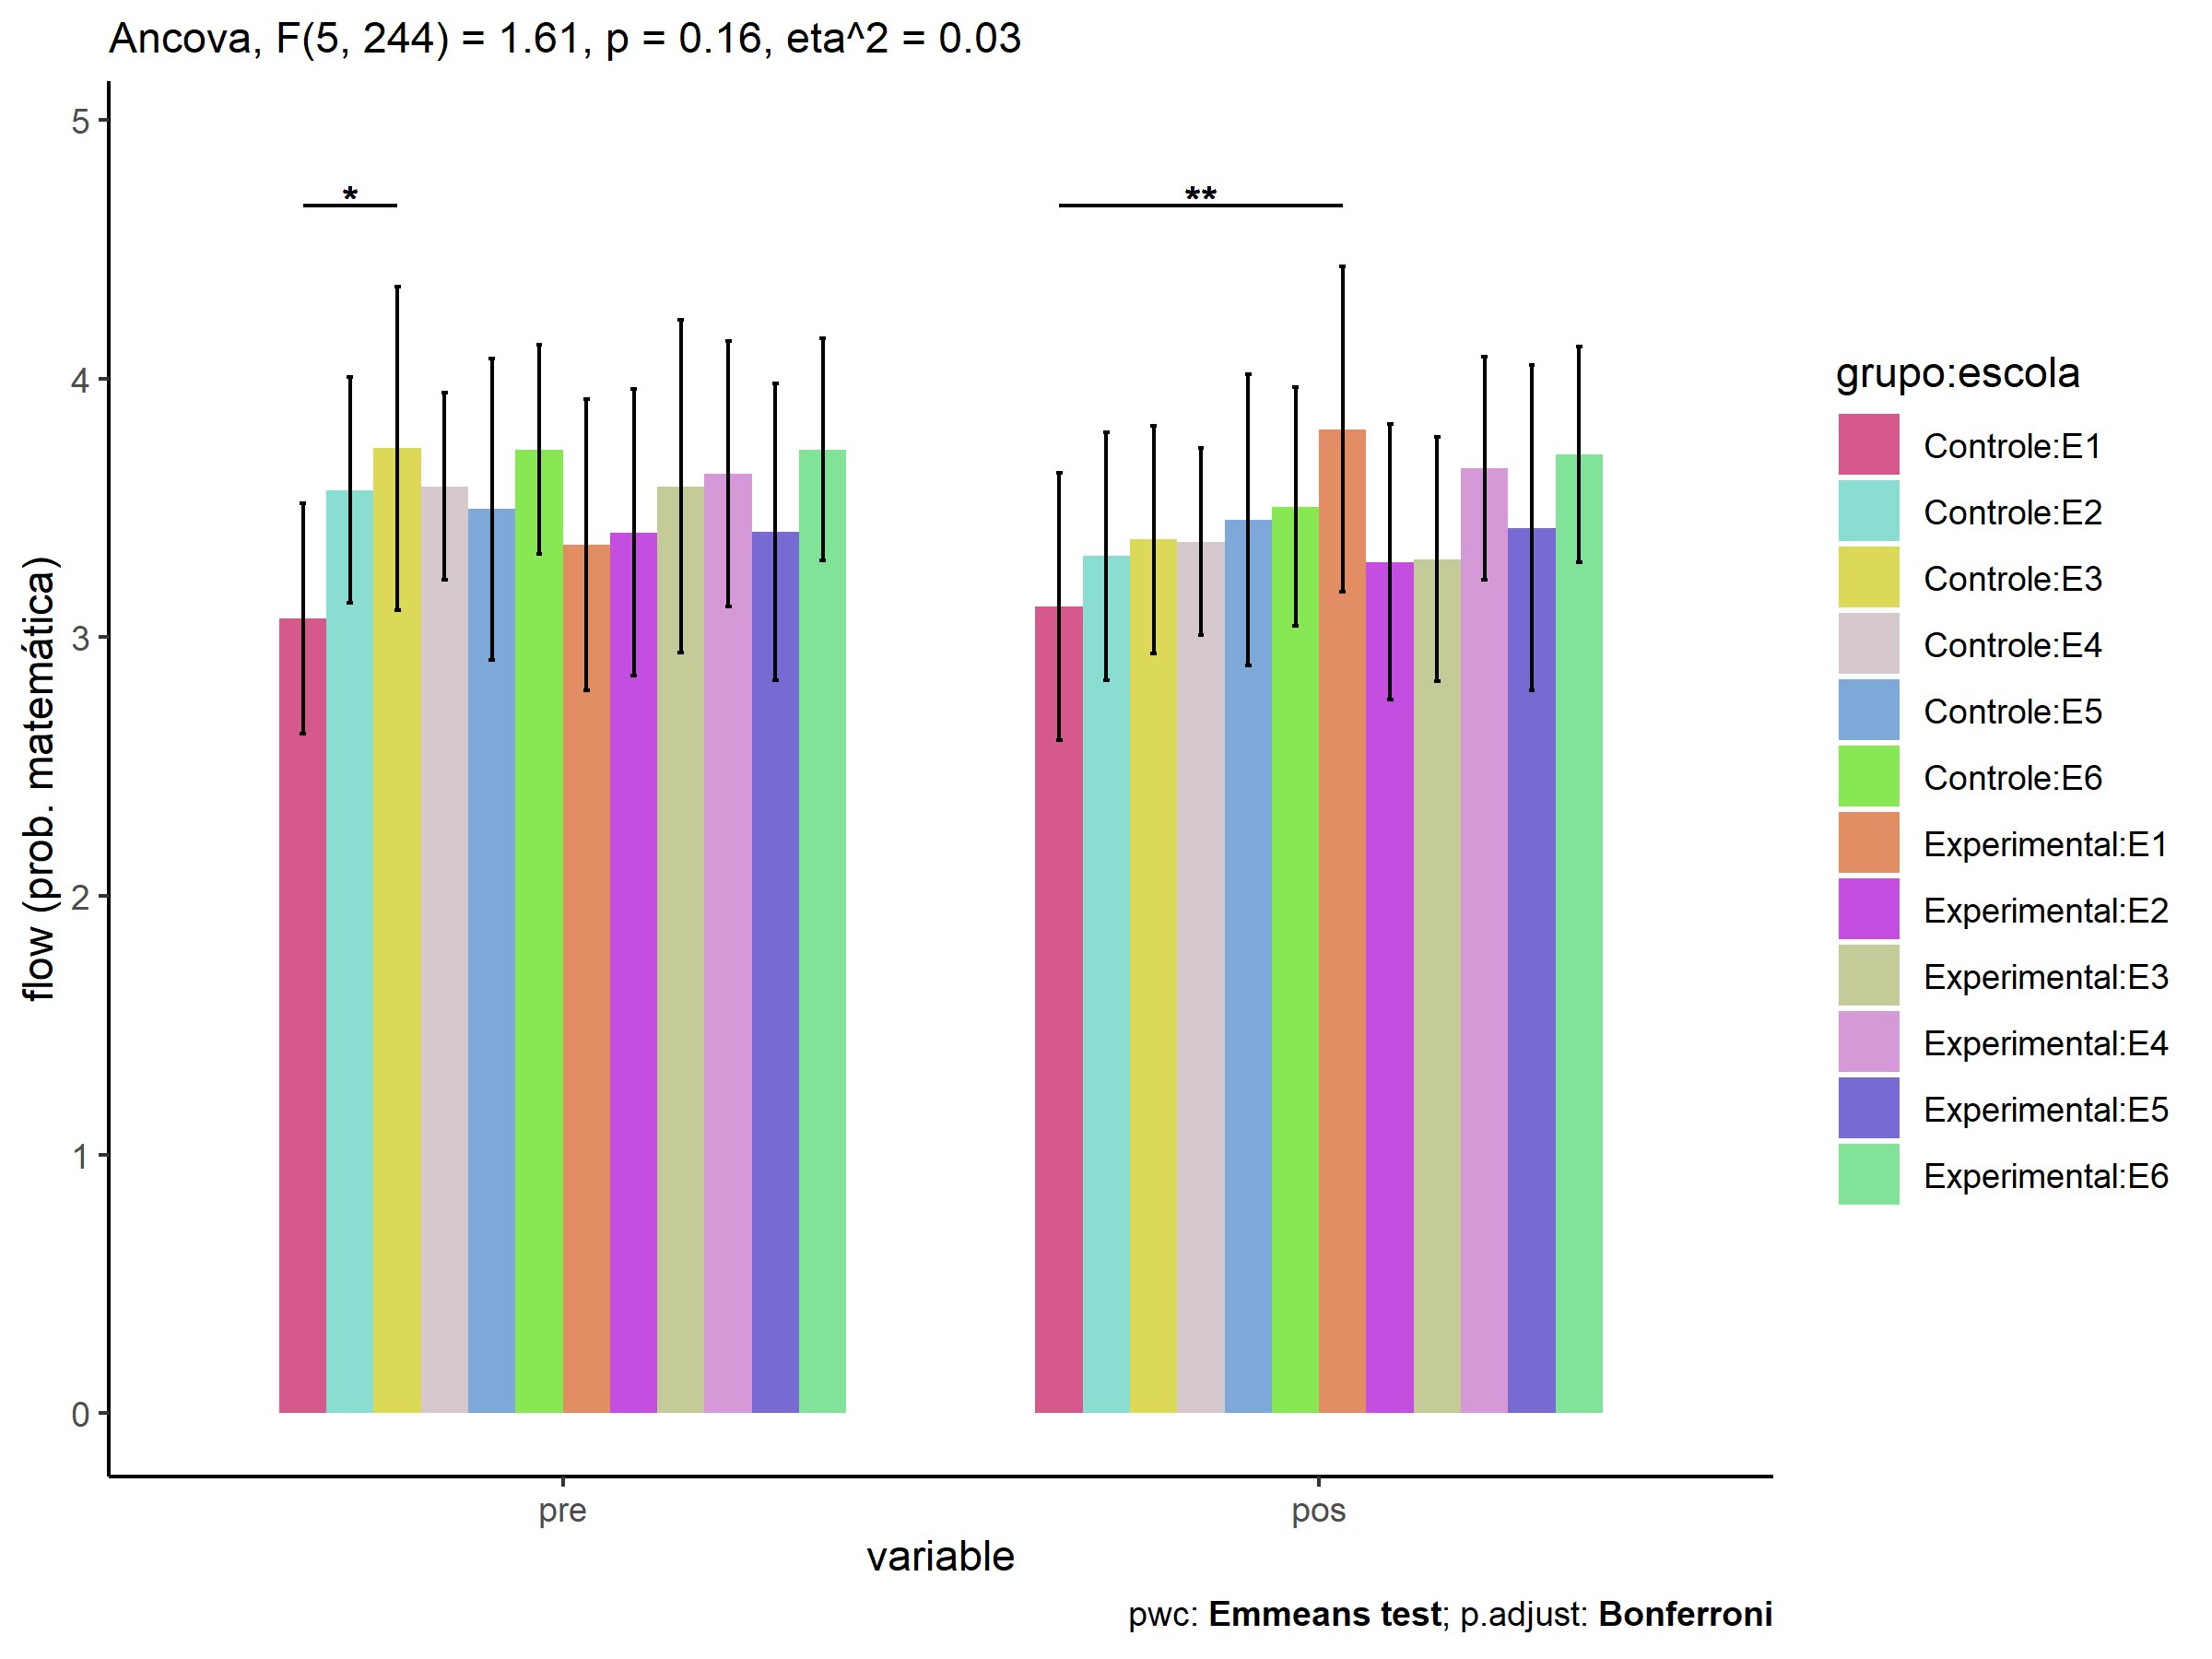 Ancova, F(5, 244) = 1.61, p = 0.16, eta^2 = 0.03
flow (prob. matemática)
5
4
3
2
1
0
*
**
pre
pos
variable
grupo:escola
Controle:E1
Controle:E2
Controle:E3
Controle:E4
Controle:E5
Controle:E6
Experimental:E1
Experimental:E2
Experimental:E3
Experimental:E4
Experimental:E5
Experimental:E6
pwc: Emmeans test; p.adjust: Bonferroni